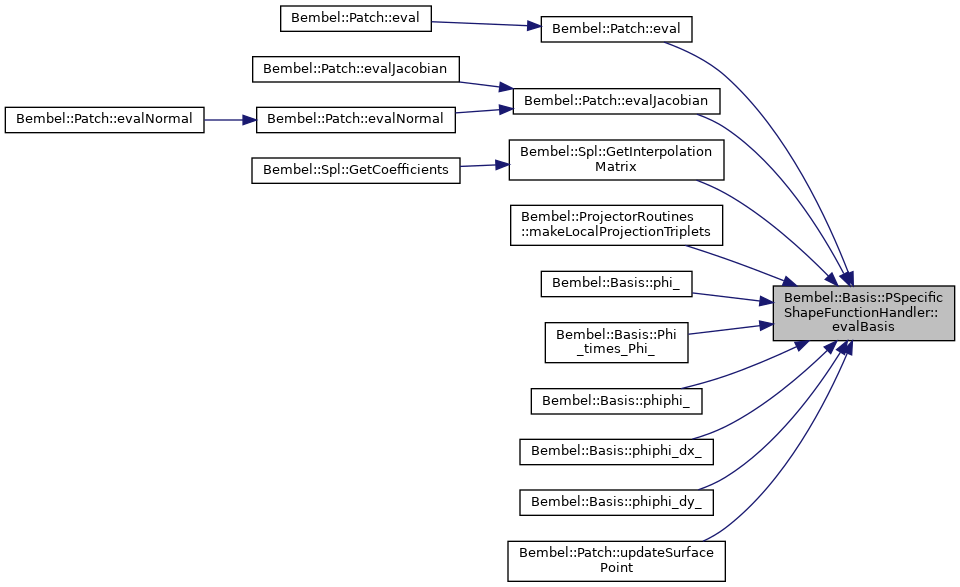 Bembel::Patch::eval
Bembel::Patch::eval
Bembel::Patch::evalJacobian
Bembel::Patch::evalJacobian
Bembel::Patch::evalNormal
Bembel::Patch::evalNormal
Bembel::Spl::GetInterpolation
Matrix
Bembel::Spl::GetCoefficients
Bembel::ProjectorRoutines
::makeLocalProjectionTriplets
Bembel::Basis::phi_
Bembel::Basis::PSpecific
ShapeFunctionHandler::
evalBasis
Bembel::Basis::Phi
_times_Phi_
Bembel::Basis::phiphi_
Bembel::Basis::phiphi_dx_
Bembel::Basis::phiphi_dy_
Bembel::Patch::updateSurface
Point